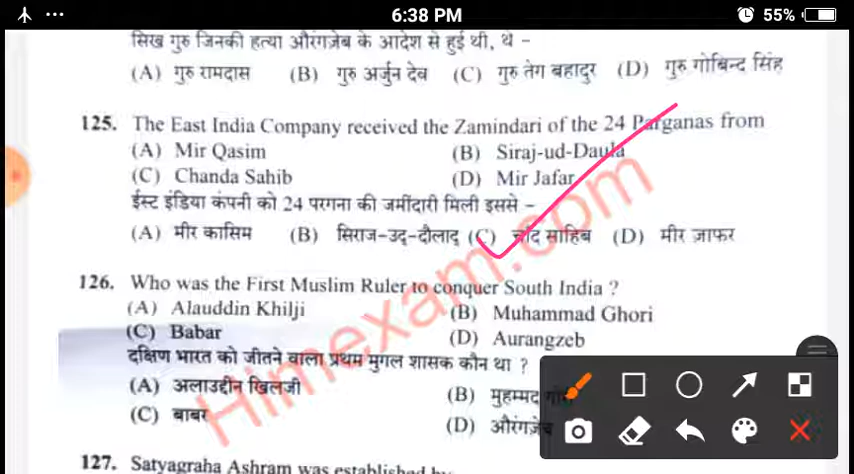 6:38 PM
55%
सिख गुरु जिनकी हत्या औरंगज़ेब के आदेश से हुई थी, थे -
(A) गुरु रामदास (B) गुरु अर्जुन देव (C) गुरु तेग बहादुर (D) गुरु गोबिन्द सिंह
125. The East India Company received the Zamindari of the 24 Parganas from
(A) Mir Qasim (B) Siraj-ud-Daula
(C) Chanda Sahib (D) Mir Jafar
ईस्ट इंडिया कंपनी को 24 परगना की जमींदारी मिली इससे -
(A) मीर कासिम (B) सिराज-उद्-दौलाद् (C) चाँद साहिब (D) मीर ज़ाफर
126. Who was the First Muslim Ruler to conquer South India ?
(A) Alauddin Khilji (B) Muhammad Ghori
(C) Babar (D) Aurangzeb
दक्षिण भारत को जीतने वाला प्रथम मुगल शासक कौन था ?
(A) अलाउद्दीन खिलजी (B) मुहम्मद
(C) बाबर (D) औरंगज़ेब
127. Satyagraha Ashram was established by
Himexam.com